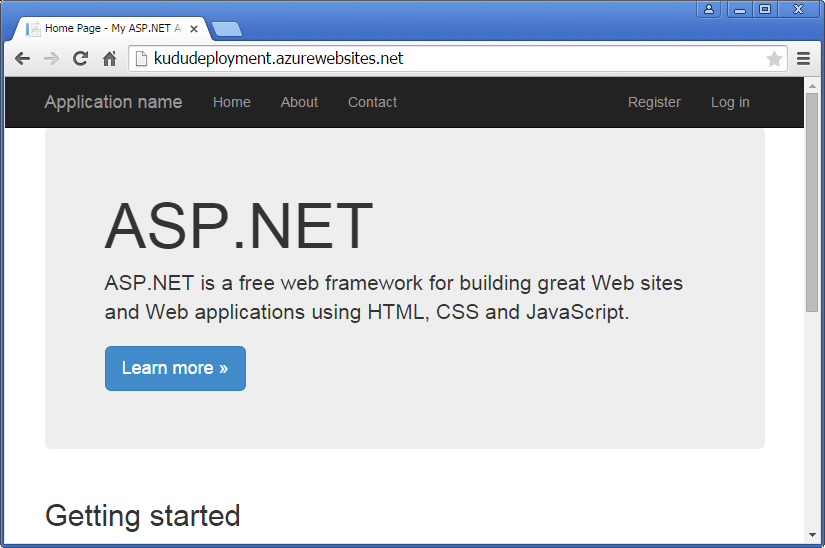 Home Page - My ASP.NET A
kududeployment.azurewebsites.net
Application name Home About Contact Register Log in
ASP.NET
ASP.NET is a free web framework for building great Web sites
and Web applications using HTML, CSS and JavaScript.
Learn more »
Getting started